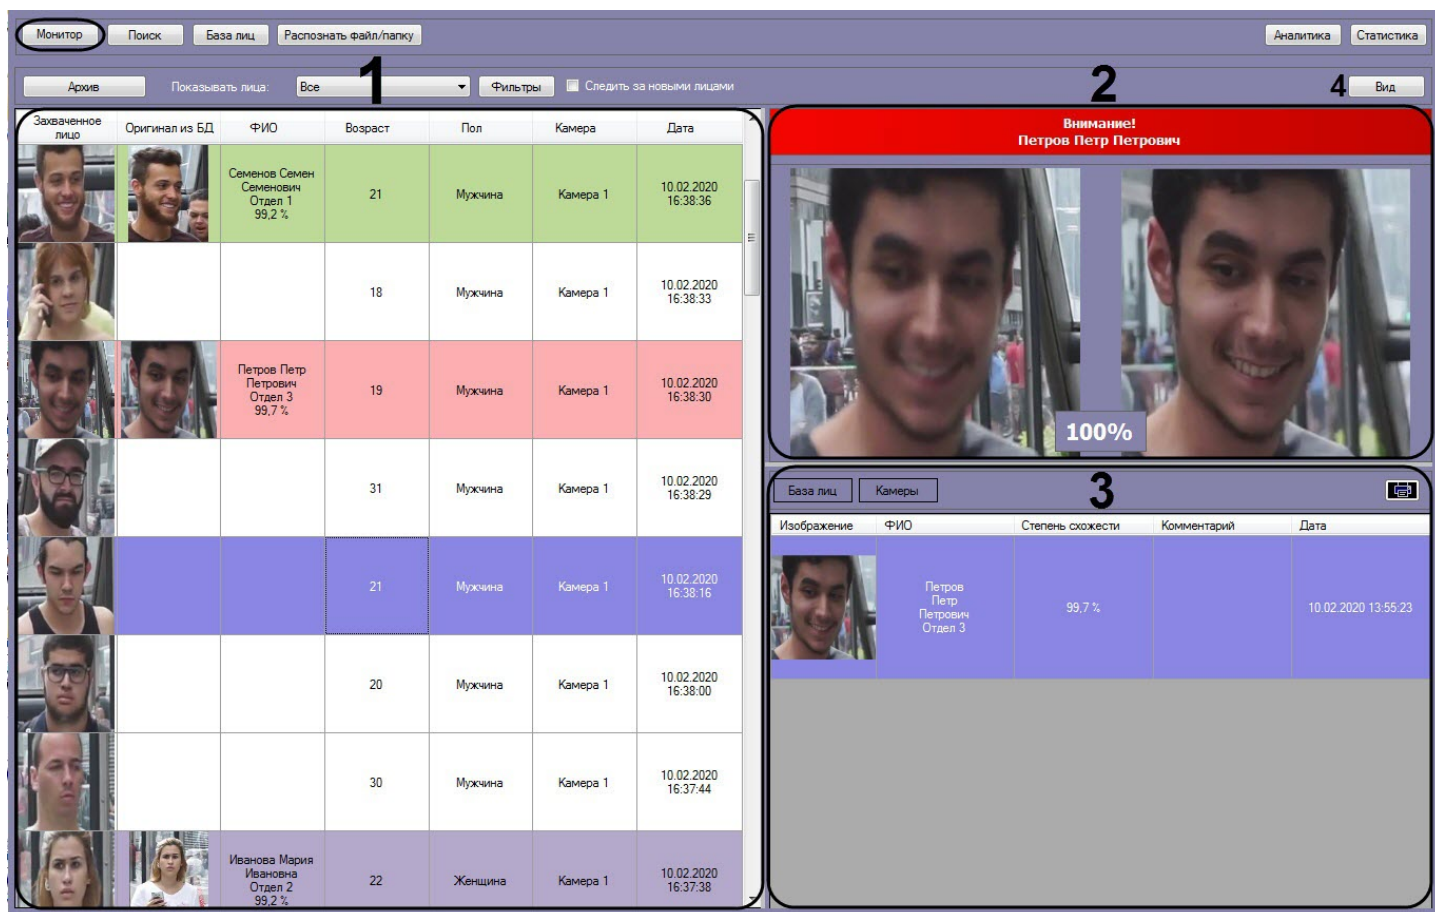 Монитор
Поиск
База лиц
Распознать файл/папку
Аналитика
Статистика
Архив
Показывать лица:
Все
1
Фильтры
Следить за новыми лицами
2
4
Вид
Захваченное
лицо
Оригинал из БД
ФИО
Возраст
Пол
Камера
Дата
Семенов Семен
Семенович
Отдел 1
99,2 %
21
Мужчина
Камера 1
10.02.2020
16:38:36
18
Мужчина
Камера 1
10.02.2020
16:38:33
Петров Петр
Петрович
Отдел 3
99,7 %
19
Мужчина
Камера 1
10.02.2020
16:38:30
31
Мужчина
Камера 1
10.02.2020
16:38:29
21
Мужчина
Камера 1
10.02.2020
16:38:16
20
Мужчина
Камера 1
10.02.2020
16:38:00
30
Мужчина
Камера 1
10.02.2020
16:37:44
Иванова Мария
Ивановна
Отдел 2
99,2 %
22
Женщина
Камера 1
10.02.2020
16:37:38
Внимание!
Петров Петр Петрович
100%
База лиц
Камеры
3
Изображение
ФИО
Степень схожести
Комментарий
Дата
Петров
Петр
Петрович
Отдел 3
99,7 %
10.02.2020 13:55:23